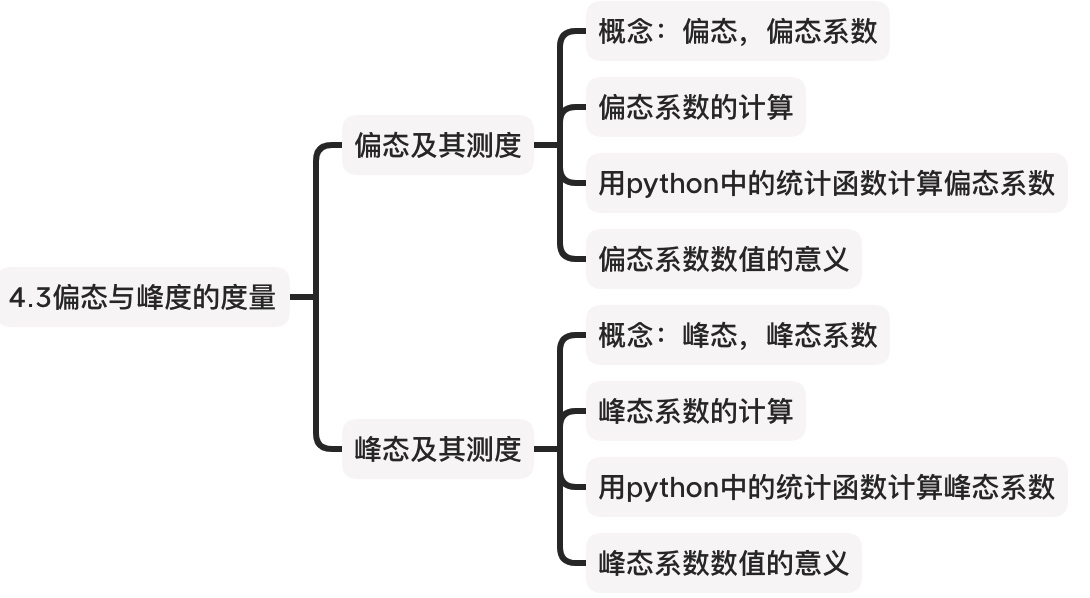 4.3偏态与峰度的度量
偏态及其测度
概念：偏态，偏态系数
偏态系数的计算
用python中的统计函数计算偏态系数
偏态系数数值的意义
峰态及其测度
概念：峰态，峰态系数
峰态系数的计算
用python中的统计函数计算峰态系数
峰态系数数值的意义